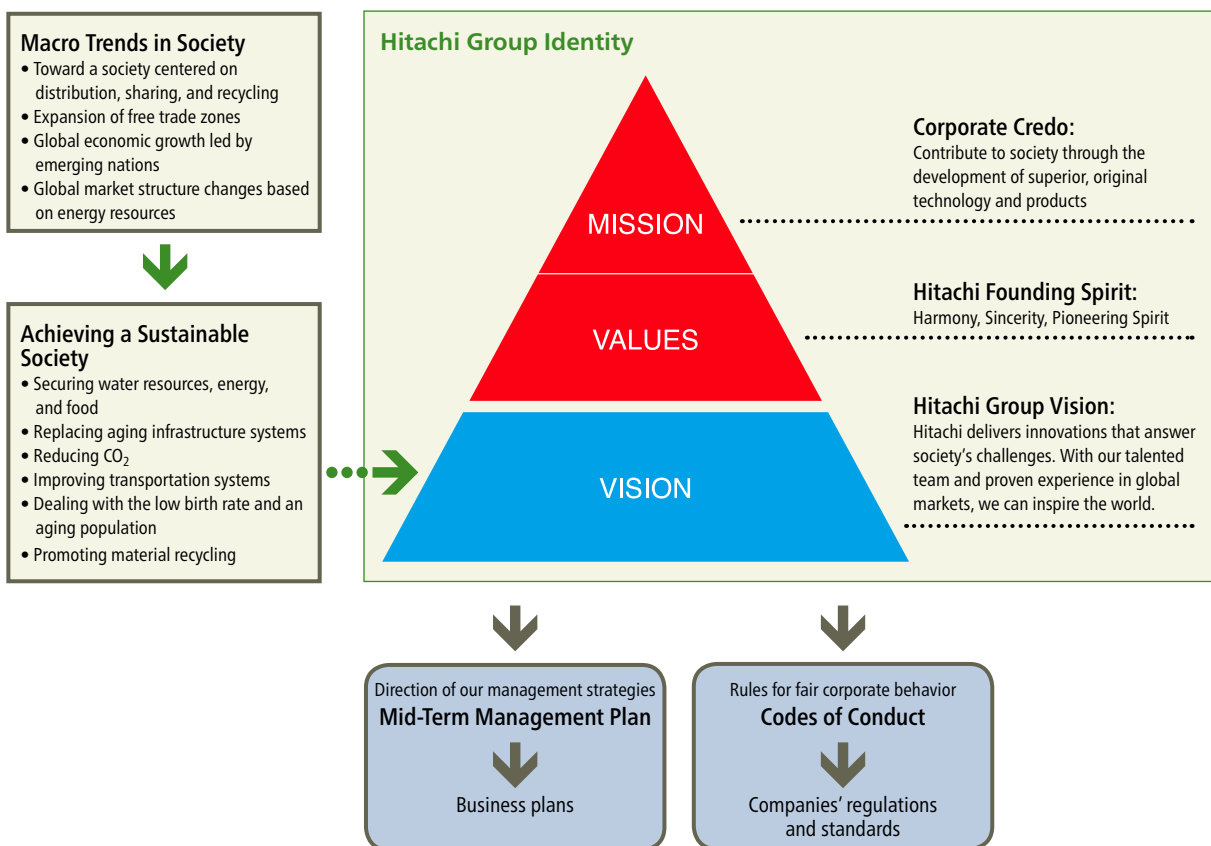 Macro Trends in Society
• Toward a society centered on
distribution, sharing, and recycling
• Expansion of free trade zones
• Global economic growth led by
emerging nations
• Global market structure changes based
on energy resources
Achieving a Sustainable
Society
• Securing water resources, energy,
and food
• Replacing aging infrastructure systems
• Reducing CO₂
• Improving transportation systems
• Dealing with the low birth rate and an
aging population
• Promoting material recycling
Hitachi Group Identity
MISSION
VALUES
VISION
Corporate Credo:
Contribute to society through the
development of superior, original
technology and products
Hitachi Founding Spirit:
Harmony, Sincerity, Pioneering Spirit
Hitachi Group Vision:
Hitachi delivers innovations that answer
society’s challenges. With our talented
team and proven experience in global
markets, we can inspire the world.
Direction of our management strategies
Mid-Term Management Plan
Business plans
Rules for fair corporate behavior
Codes of Conduct
Companies’ regulations
and standards